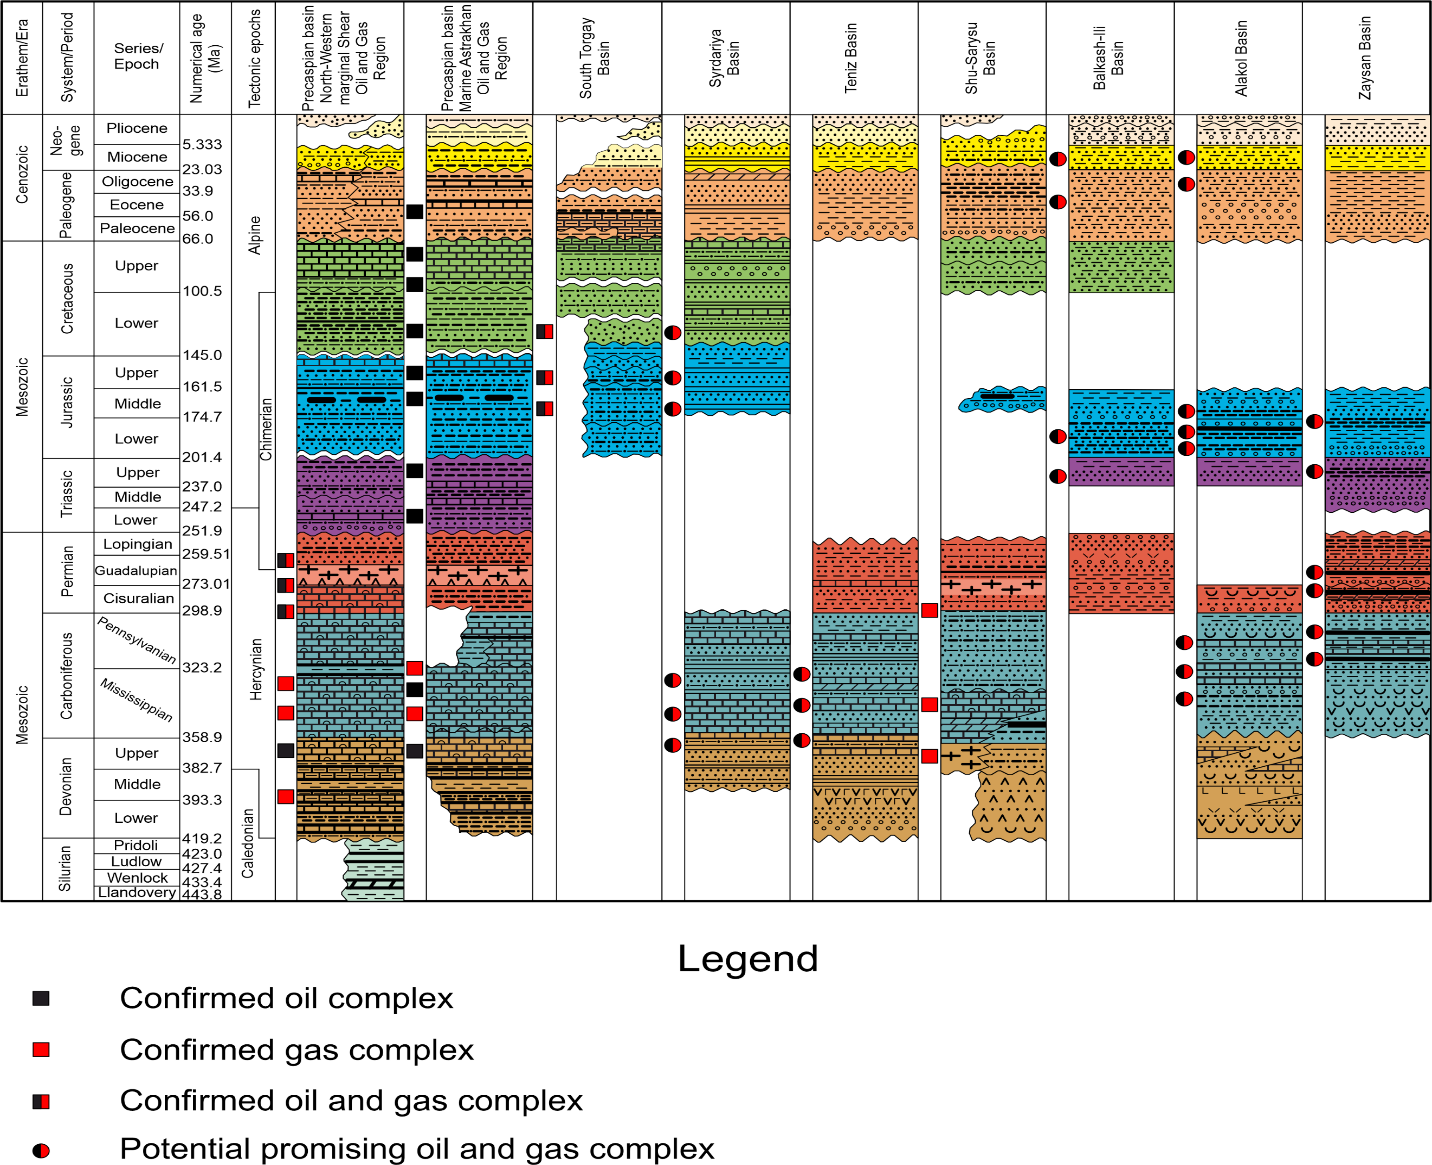 Erathem/Era
System/Period
Series/
Epoch
Numerical age
(Ma)
Tectonic epochs
Precaspian basin
North-Western
marginal Shear
Oil and Gas
Region
Precaspian basin
Marine Astrakhan
Oil and Gas
Region
South Torgay
Basin
Syrdariya
Basin
Teniz Basin
Shu-Sarysu
Basin
Balkash-Ili
Basin
Alakol Basin
Zaysan Basin
Cenozoic
Neo-
gene
Pliocene
5.333
Miocene
23.03
Paleogene
Oligocene
33.9
Eocene
56.0
Paleocene
66.0
Alpine
Mesozoic
Cretaceous
Upper
100.5
Lower
145.0
Jurassic
Upper
161.5
Middle
174.7
Lower
201.4
Chimerian
Triassic
Upper
237.0
Middle
247.2
Lower
251.9
Mesozoic
Permian
Lopingian
259.51
Guadalupian
273.01
Cisuralian
298.9
Carboniferous
Pennsylvanian
323.2
Mississippian
358.9
Hercynian
Devonian
Upper
382.7
Middle
393.3
Lower
419.2
Caledonian
Silurian
Pridoli
423.0
Ludlow
427.4
Wenlock
433.4
Llandovery
443.8
Legend
Confirmed oil complex
Confirmed gas complex
Confirmed oil and gas complex
Potential promising oil and gas complex